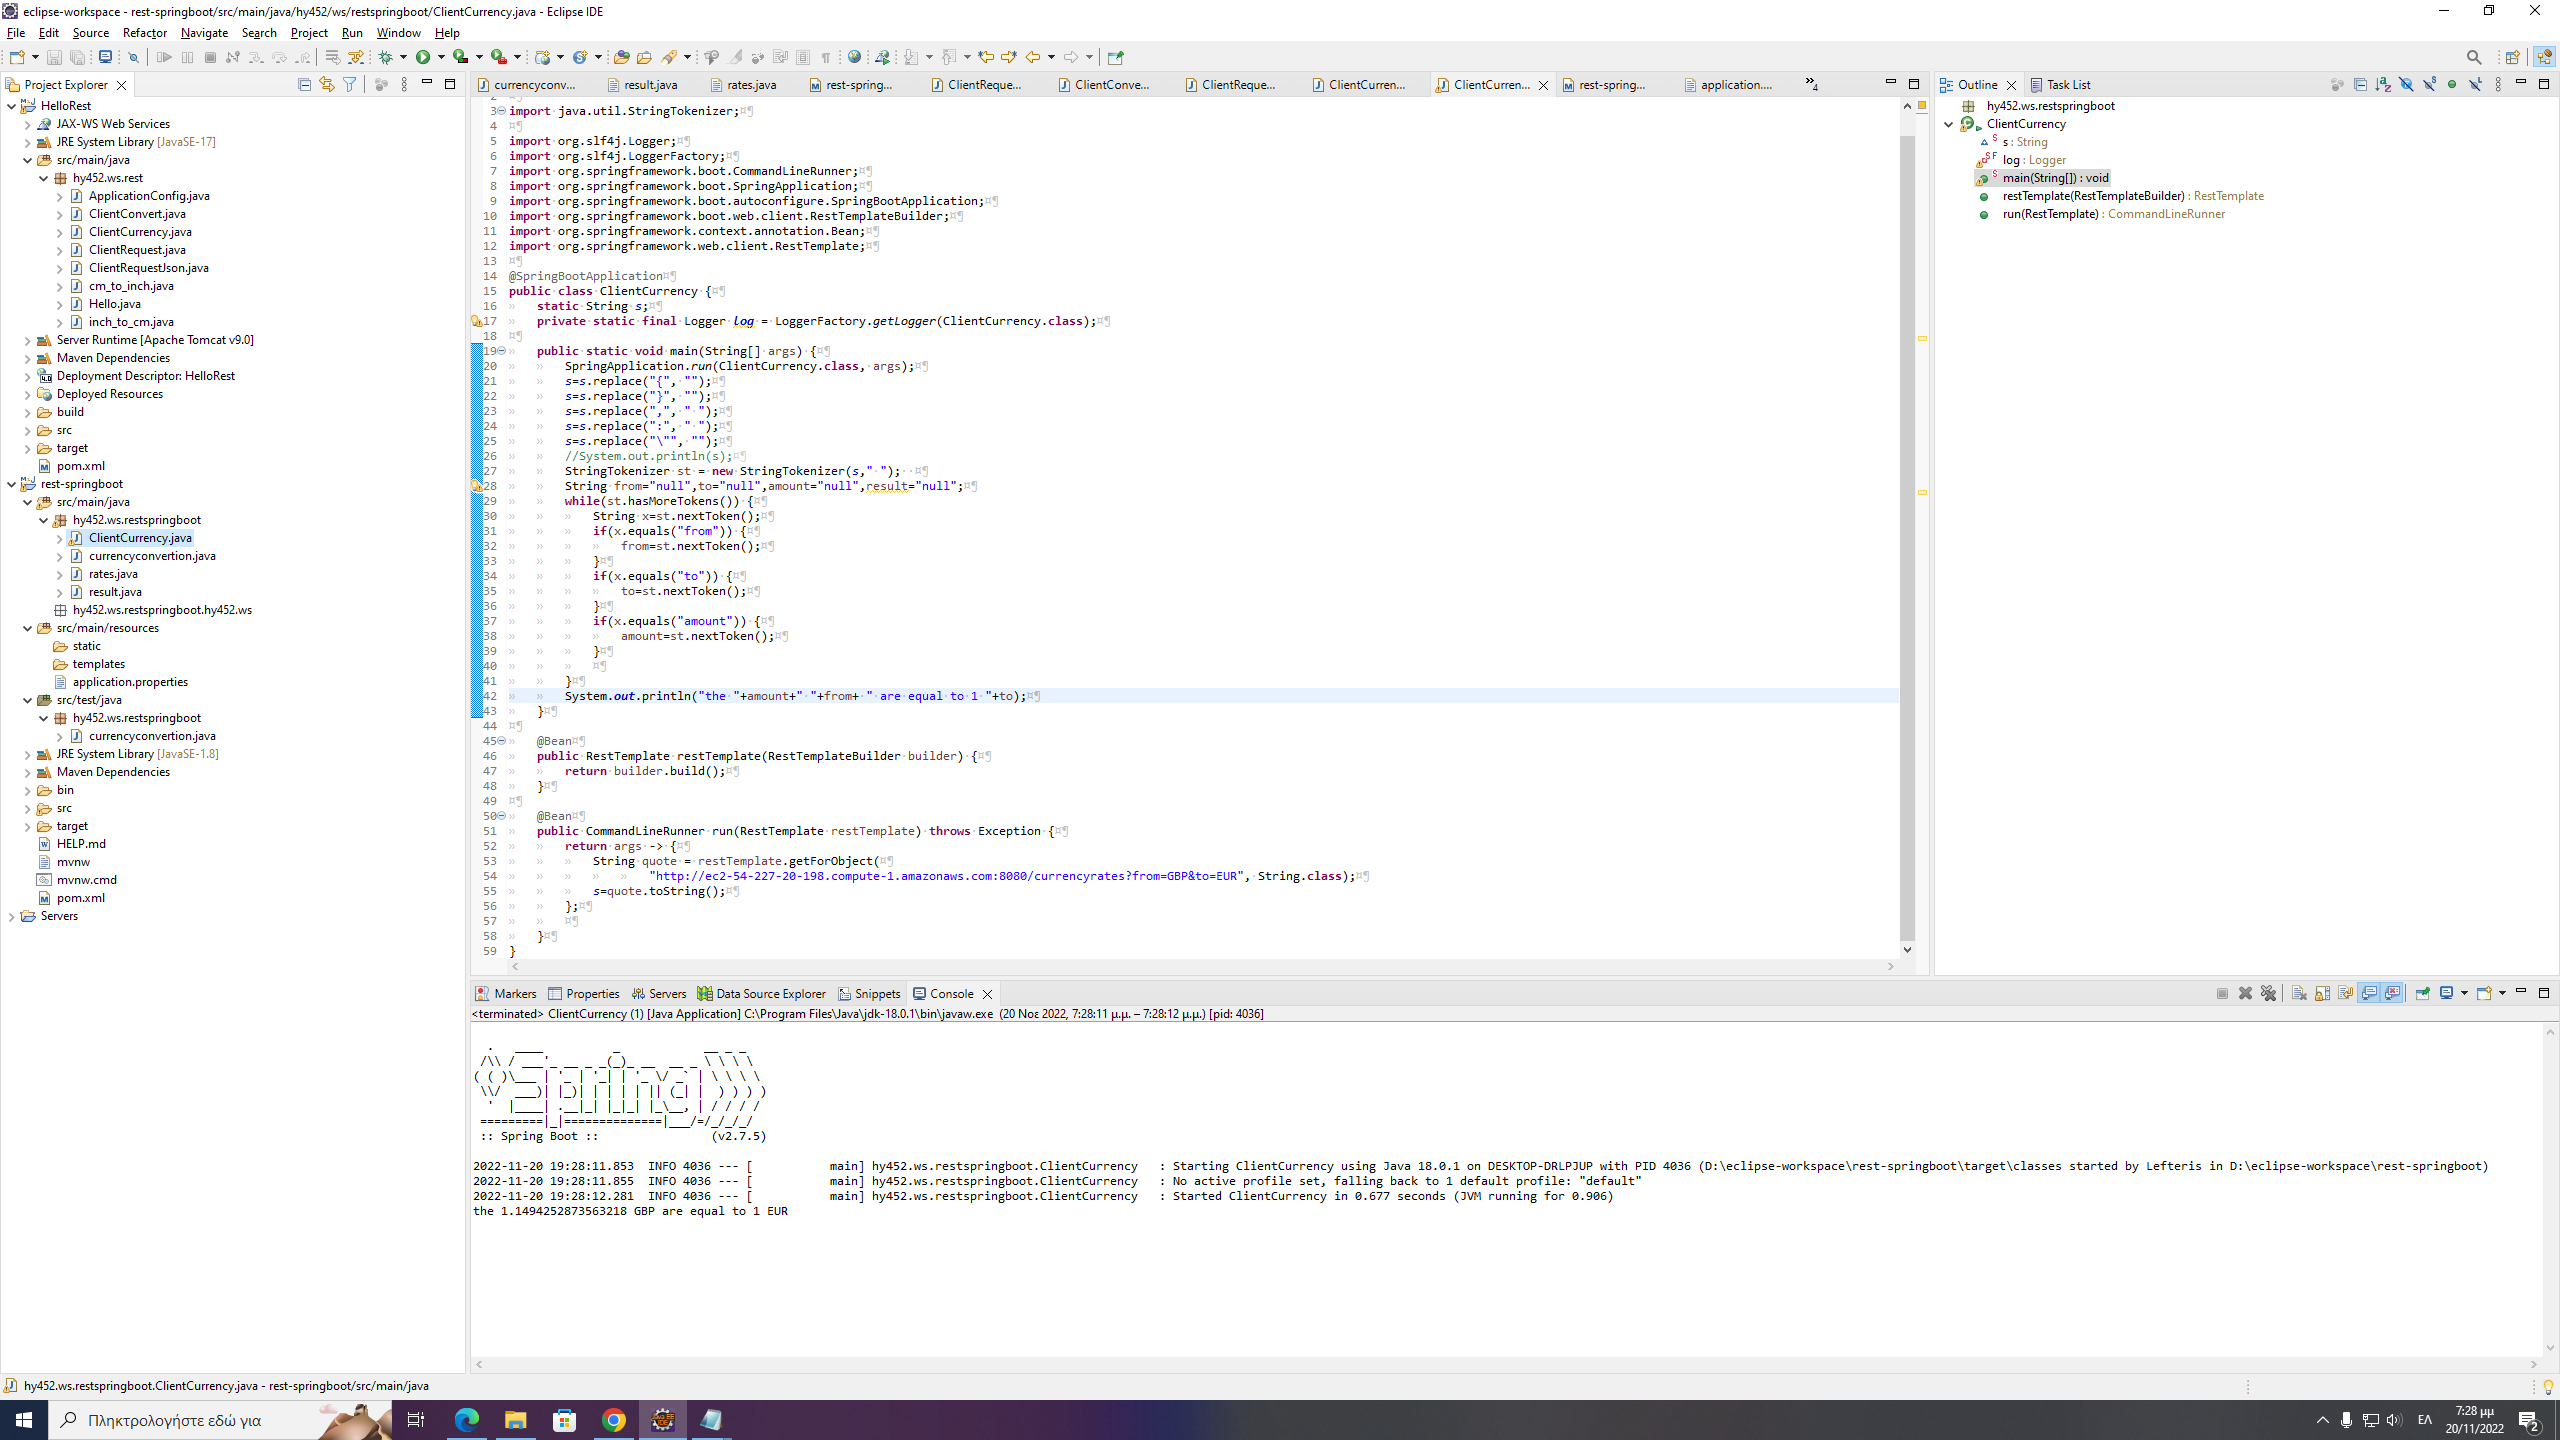 eclipse-workspace - rest-springboot/src/main/java/hy452/ws/restspringboot/ClientCurrency.java - Eclipse IDE
File Edit Source Refactor Navigate Search Project Run Window Help
Project Explorer
HelloRest
JAX-WS Web Services
JRE System Library [JavaSE-17]
src/main/java
hy452.ws.rest
ApplicationConfig.java
ClientConvert.java
ClientCurrency.java
ClientRequest.java
ClientRequestJson.java
cm_to_inch.java
Hello.java
inch_to_cm.java
Server Runtime [Apache Tomcat v9.0]
Maven Dependencies
Deployment Descriptor: HelloRest
Deployed Resources
build
src
target
pom.xml
rest-springboot
src/main/java
hy452.ws.restspringboot
ClientCurrency.java
currencyconvertion.java
rates.java
result.java
hy452.ws.restspringboot.hy452.ws
src/main/resources
static
templates
application.properties
src/test/java
hy452.ws.restspringboot
currencyconvertion.java
JRE System Library [JavaSE-1.8]
Maven Dependencies
bin
src
target
HELP.md
mvnw
mvnw.cmd
pom.xml
Servers
currencyconv... result.java rates.java rest-spring... ClientReque... ClientConve... ClientReque... ClientCurren... ClientCurren... rest-spring... application.... »4
3 import java.util.StringTokenizer;
4
5 import org.slf4j.Logger;
6 import org.slf4j.LoggerFactory;
7 import org.springframework.boot.CommandLineRunner;
8 import org.springframework.boot.SpringApplication;
9 import org.springframework.boot.autoconfigure.SpringBootApplication;
10 import org.springframework.boot.web.client.RestTemplateBuilder;
11 import org.springframework.context.annotation.Bean;
12 import org.springframework.web.client.RestTemplate;
13
14 @SpringBootApplication
15 public class ClientCurrency {
16 static String s;
17 private static final Logger log = LoggerFactory.getLogger(ClientCurrency.class);
18
19 public static void main(String[] args) {
20 SpringApplication.run(ClientCurrency.class, args);
21 s=s.replace("{", "");
22 s=s.replace("}", "");
23 s=s.replace(",", " ");
24 s=s.replace(":", " ");
25 s=s.replace("\"", "");
26 //System.out.println(s);
27 StringTokenizer st = new StringTokenizer(s," ");
28 String from="null",to="null",amount="null",result="null";
29 while(st.hasMoreTokens()) {
30 String x=st.nextToken();
31 if(x.equals("from")) {
32 from=st.nextToken();
33 }
34 if(x.equals("to")) {
35 to=st.nextToken();
36 }
37 if(x.equals("amount")) {
38 amount=st.nextToken();
39 }
40
41 }
42 System.out.println("the "+amount+" "+from+ " are equal to 1 "+to);
43 }
44
45 @Bean
46 public RestTemplate restTemplate(RestTemplateBuilder builder) {
47 return builder.build();
48 }
49
50 @Bean
51 public CommandLineRunner run(RestTemplate restTemplate) throws Exception {
52 return args -> {
53 String quote = restTemplate.getForObject(
54 "http://ec2-54-227-20-198.compute-1.amazonaws.com:8080/currencyrates?from=GBP&to=EUR", String.class);
55 s=quote.toString();
56 };
57
58 }
59 }
Outline Task List
hy452.ws.restspringboot
ClientCurrency
s : String
log : Logger
main(String[]) : void
restTemplate(RestTemplateBuilder) : RestTemplate
run(RestTemplate) : CommandLineRunner
Markers Properties Servers Data Source Explorer Snippets Console
<terminated> ClientCurrency (1) [Java Application] C:\Program Files\Java\jdk-18.0.1\bin\javaw.exe (20 Νοε 2022, 7:28:11 μ.μ. – 7:28:12 μ.μ.) [pid: 4036]
Spring
:: Spring Boot :: (v2.7.5)
2022-11-20 19:28:11.853 INFO 4036 --- [ main] hy452.ws.restspringboot.ClientCurrency : Starting ClientCurrency using Java 18.0.1 on DESKTOP-DRLPJUP with PID 4036 (D:\eclipse-workspace\rest-springboot\target\classes started by Lefteris in D:\eclipse-workspace\rest-springboot)
2022-11-20 19:28:11.855 INFO 4036 --- [ main] hy452.ws.restspringboot.ClientCurrency : No active profile set, falling back to 1 default profile: "default"
2022-11-20 19:28:12.281 INFO 4036 --- [ main] hy452.ws.restspringboot.ClientCurrency : Started ClientCurrency in 0.677 seconds (JVM running for 0.906)
the 1.1494252873563218 GBP are equal to 1 EUR
hy452.ws.restspringboot.ClientCurrency.java - rest-springboot/src/main/java
Πληκτρολογήστε εδώ για
ΕΛ
7:28 μμ
20/11/2022
2